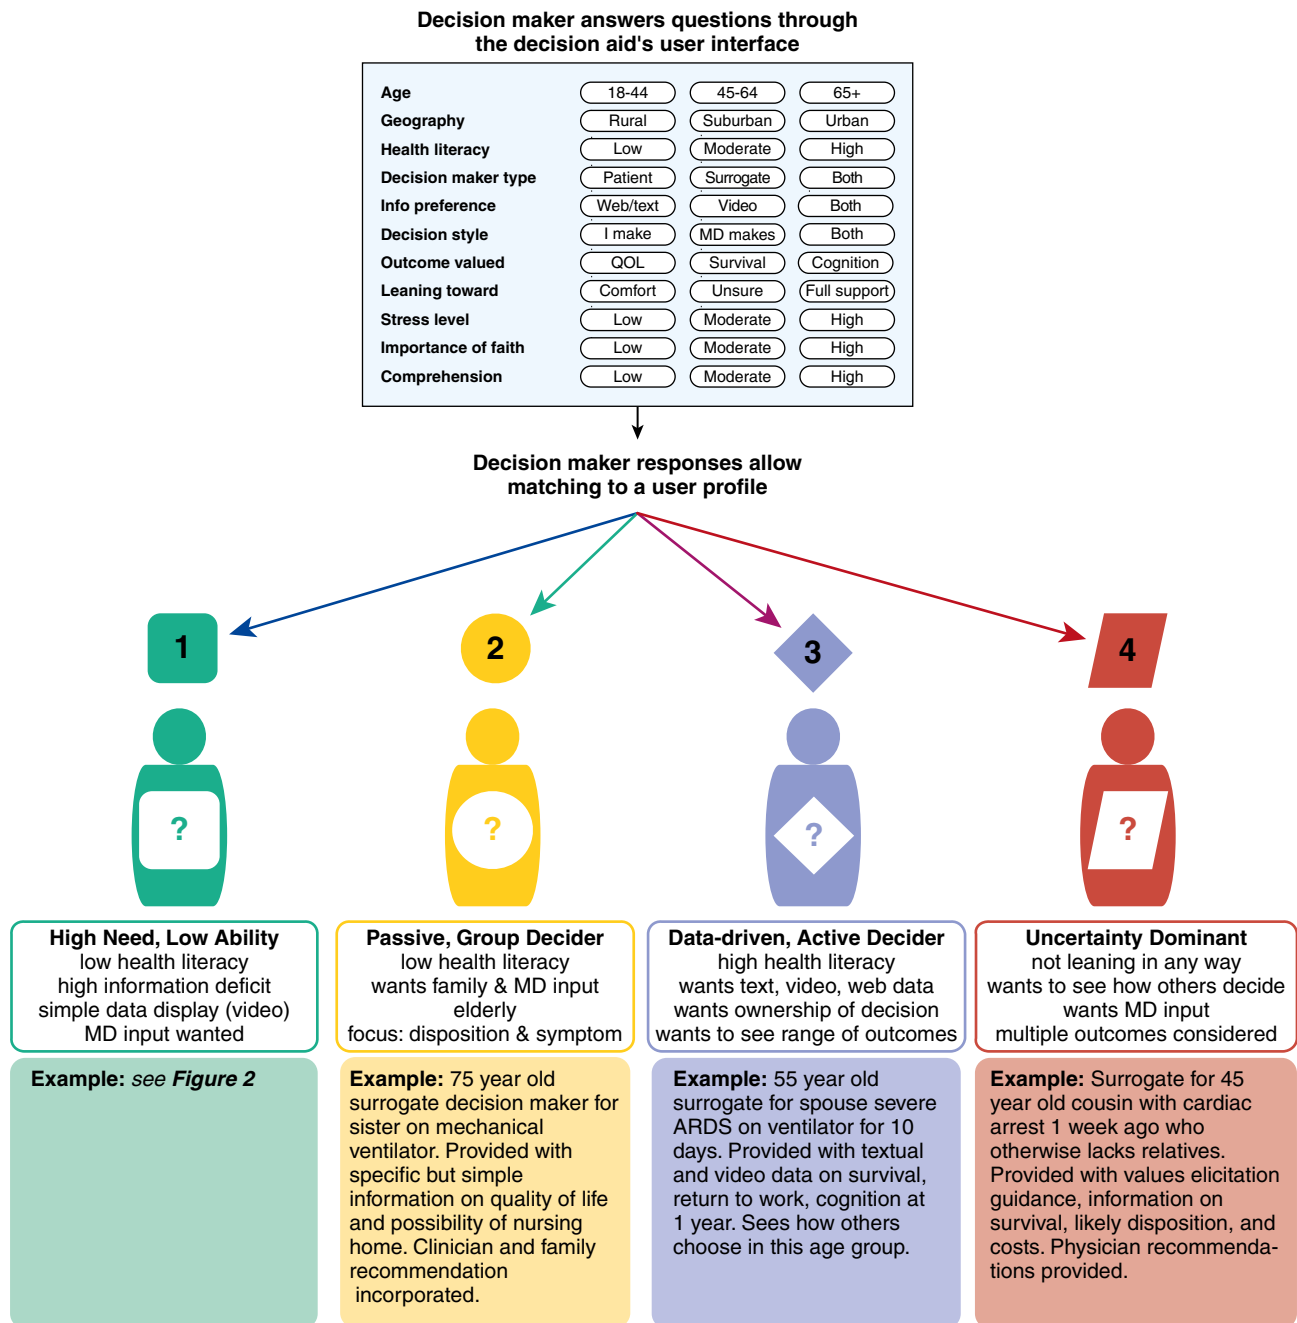 Decision maker answers questions through
the decision aid's user interface
Age 18-44 45-64 65+
Geography Rural Suburban Urban
Health literacy Low Moderate High
Decision maker type Patient Surrogate Both
Info preference Web/text Video Both
Decision style I make MD makes Both
Outcome valued QOL Survival Cognition
Leaning toward Comfort Unsure Full support
Stress level Low Moderate High
Importance of faith Low Moderate High
Comprehension Low Moderate High
Decision maker responses allow
matching to a user profile
1
2
3
4
?
?
?
?
High Need, Low Ability
low health literacy
high information deficit
simple data display (video)
MD input wanted
Passive, Group Decider
low health literacy
wants family & MD input
elderly
focus: disposition & symptom
Data-driven, Active Decider
high health literacy
wants text, video, web data
wants ownership of decision
wants to see range of outcomes
Uncertainty Dominant
not leaning in any way
wants to see how others decide
wants MD input
multiple outcomes considered
Example: see Figure 2
Example: 75 year old
surrogate decision maker for
sister on mechanical
ventilator. Provided with
specific but simple
information on quality of life
and possibility of nursing
home. Clinician and family
recommendation
incorporated.
Example: 55 year old
surrogate for spouse severe
ARDS on ventilator for 10
days. Provided with textual
and video data on survival,
return to work, cognition at
1 year. Sees how others
choose in this age group.
Example: Surrogate for 45
year old cousin with cardiac
arrest 1 week ago who
otherwise lacks relatives.
Provided with values elicitation
guidance, information on
survival, likely disposition, and
costs. Physician recommenda-
tions provided.